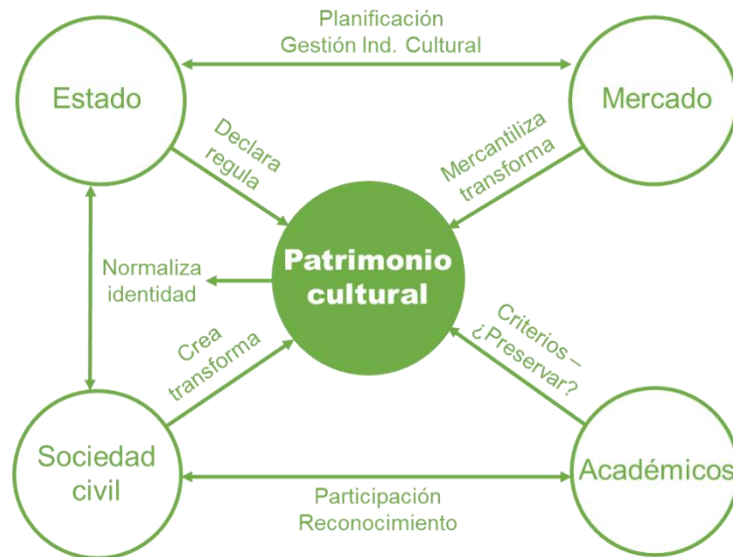 Planificación
Gestión Ind. Cultural
Estado
Mercado
Declara
regula
Mercantiliza
transforma
Patrimonio
cultural
Normaliza
identidad
Crea
transforma
Criterios –
¿Preservar?
Sociedad
civil
Académicos
Participación
Reconocimiento